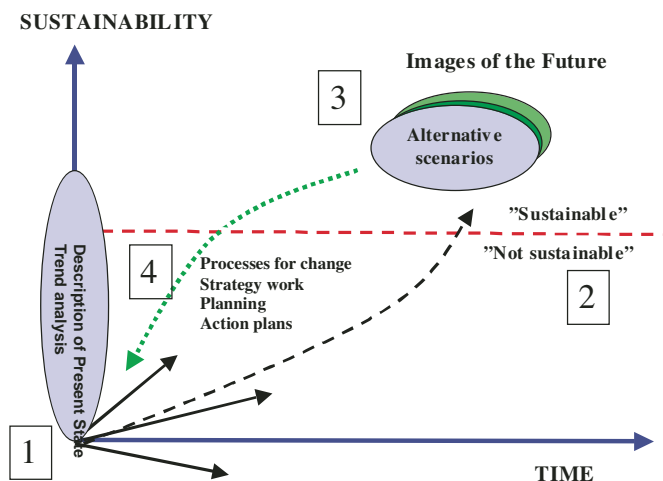 SUSTAINABILITY
Images of the Future
3
Alternative
scenarios
"Sustainable"
"Not sustainable"
2
4
Processes for change
Strategy work
Planning
Action plans
Description of Present State
Trend analysis
1
TIME